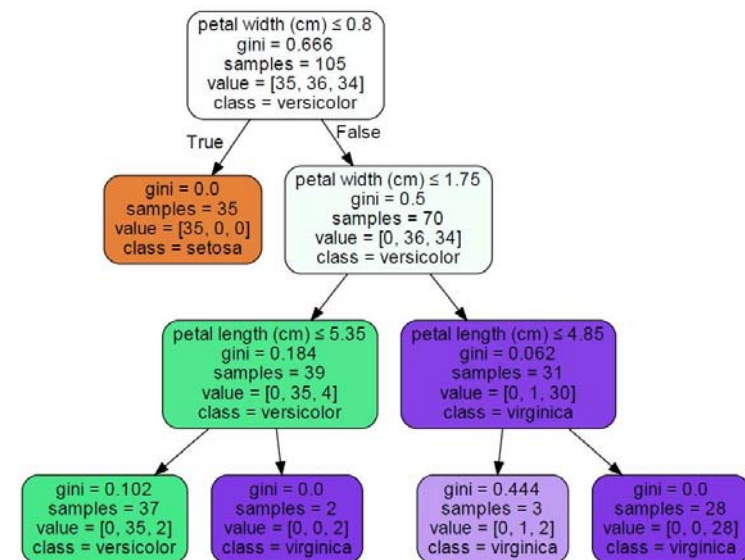 petal width (cm) ≤ 0.8
gini = 0.666
samples = 105
value = [35, 36, 34]
class = versicolor
True
False
gini = 0.0
samples = 35
value = [35, 0, 0]
class = setosa
petal width (cm) ≤ 1.75
gini = 0.5
samples = 70
value = [0, 36, 34]
class = versicolor
petal length (cm) ≤ 5.35
gini = 0.184
samples = 39
value = [0, 35, 4]
class = versicolor
petal length (cm) ≤ 4.85
gini = 0.062
samples = 31
value = [0, 1, 30]
class = virginica
gini = 0.102
samples = 37
value = [0, 35, 2]
class = versicolor
gini = 0.0
samples = 2
value = [0, 0, 2]
class = virginica
gini = 0.444
samples = 3
value = [0, 1, 2]
class = virginica
gini = 0.0
samples = 28
value = [0, 0, 28]
class = virginica